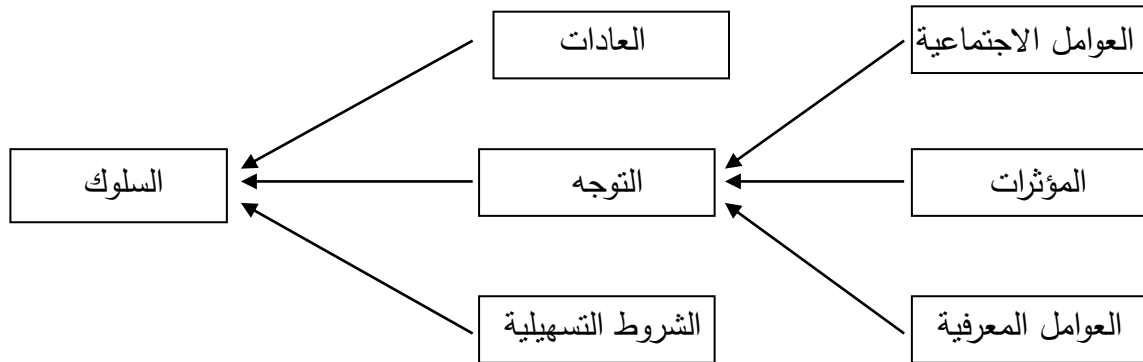 العوامل الاجتماعية
العادات
المؤثرات
التوجه
السلوك
العوامل المعرفية
الشروط التسهيلية